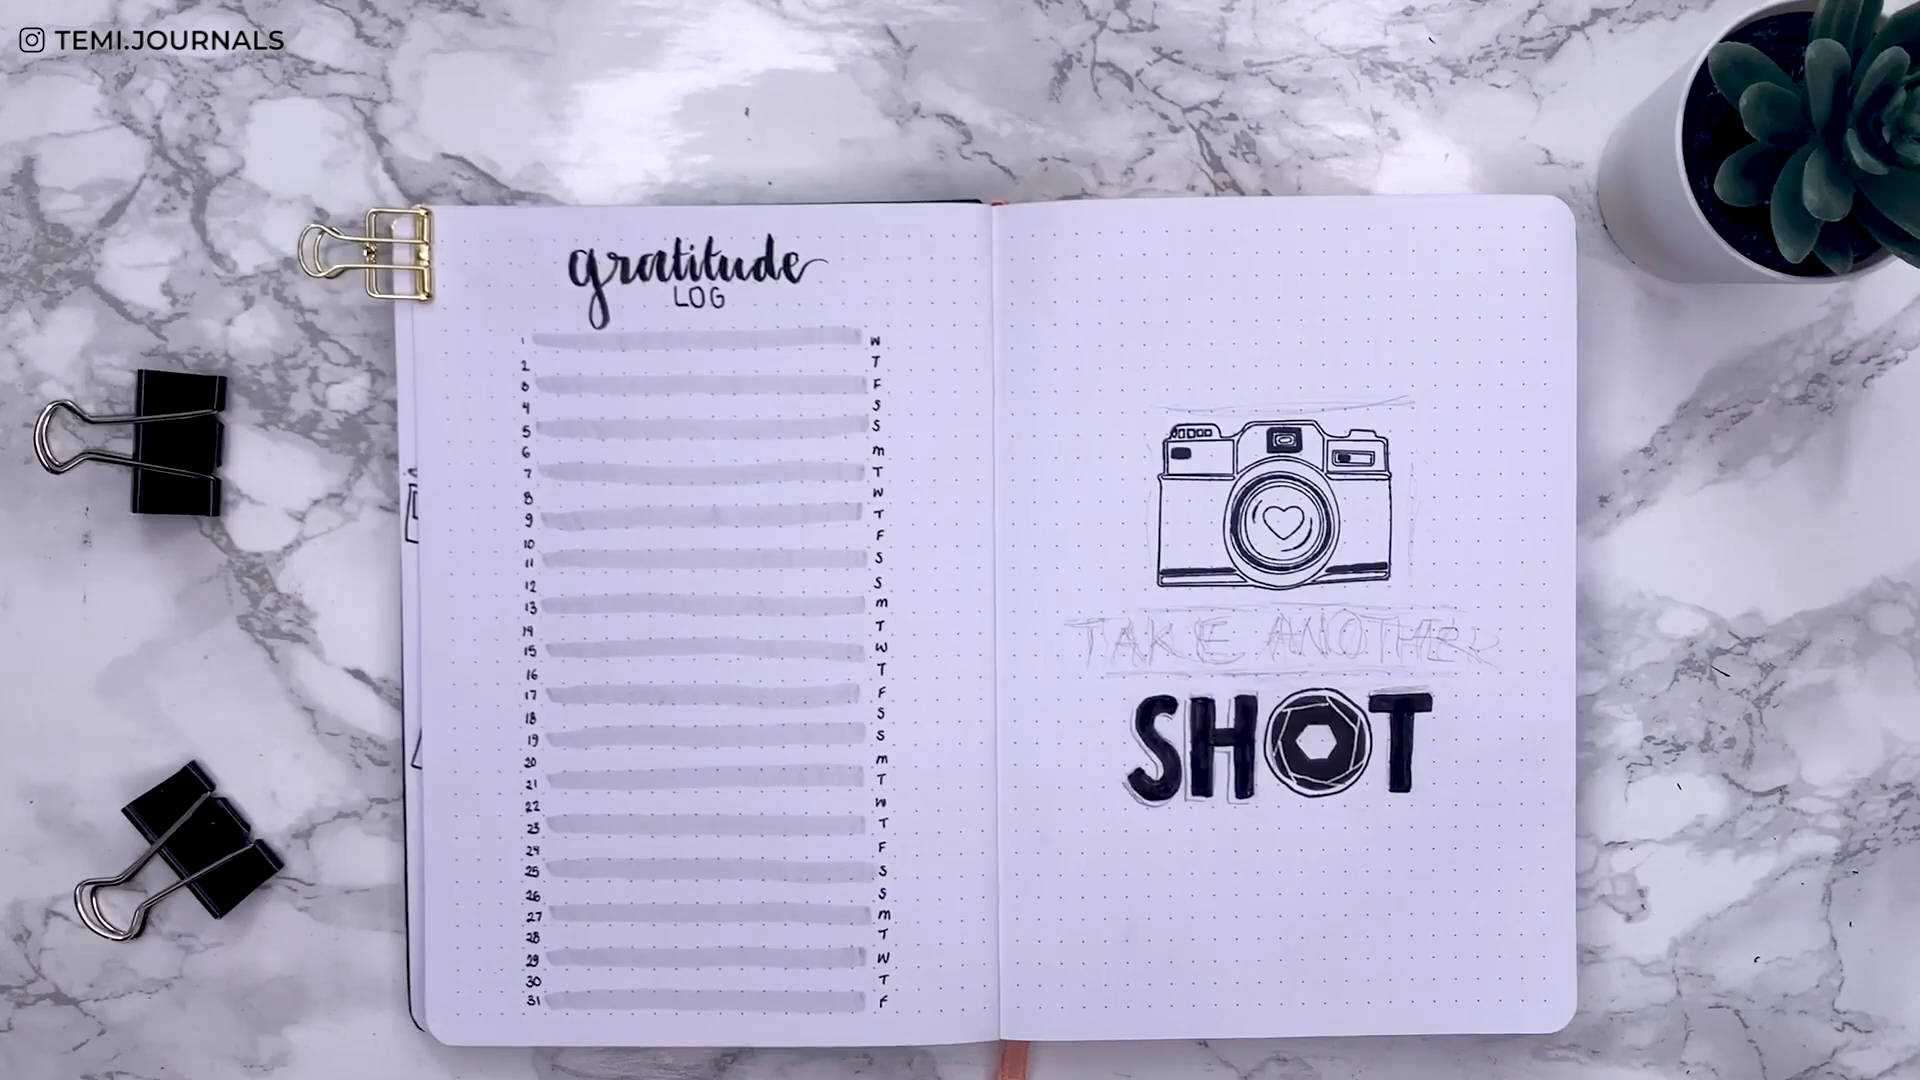 TEMI.JOURNALS
gratitude
LOG
1 W
2 T
3 F
4 S
5 S
6 M
7 T
8 W
9 T
10 F
11 S
12 S
13 M
14 T
15 W
16 T
17 F
18 S
19 S
20 M
21 T
22 W
23 T
24 F
25 S
26 S
27 M
28 T
29 W
30 T
31 F
TAKE ANOTHER
SHOT